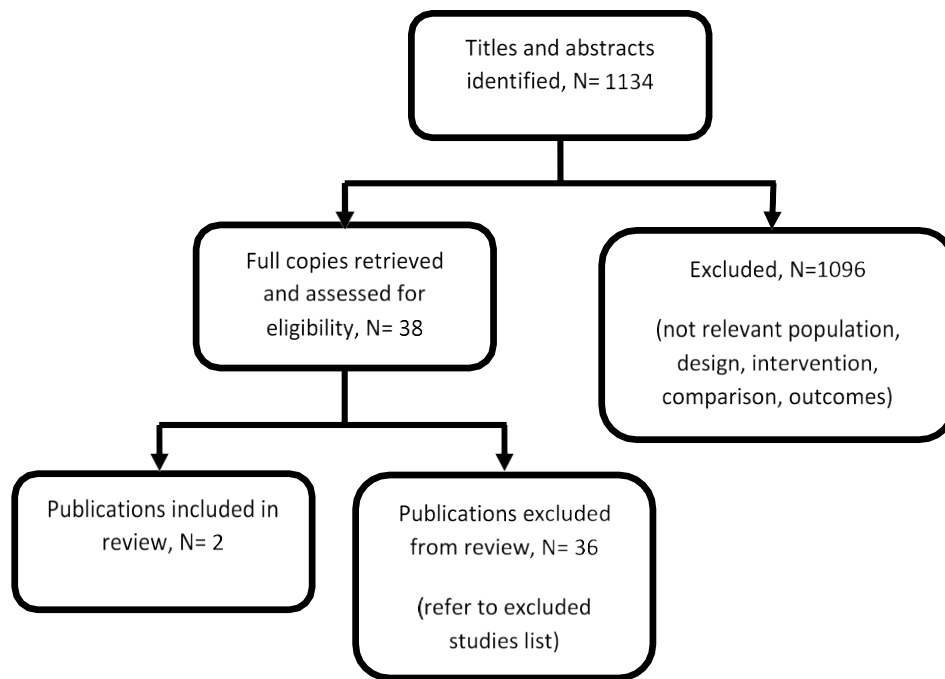 Titles and abstracts
identified, N= 1134
Full copies retrieved
and assessed for
eligibility, N= 38
Excluded, N=1096
(not relevant population,
design, intervention,
comparison, outcomes)
Publications included in
review, N= 2
Publications excluded
from review, N= 36
(refer to excluded
studies list)